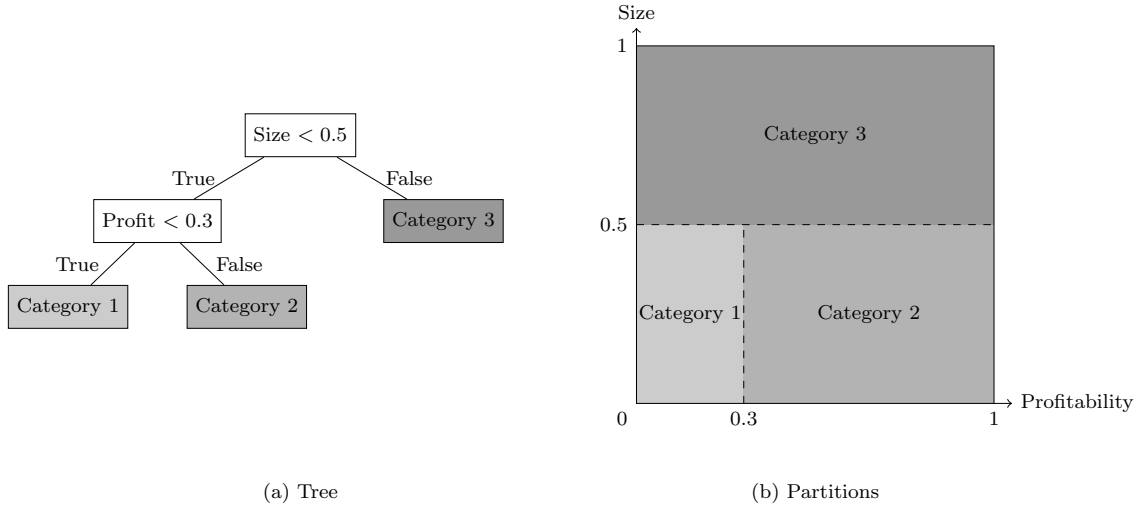 Size < 0.5
True
False
Profit < 0.3
Category 3
True
False
Category 1
Category 2
(a) Tree
Size
1
Category 3
0.5
Category 1
Category 2
0
0.3
1
Profitability
(b) Partitions